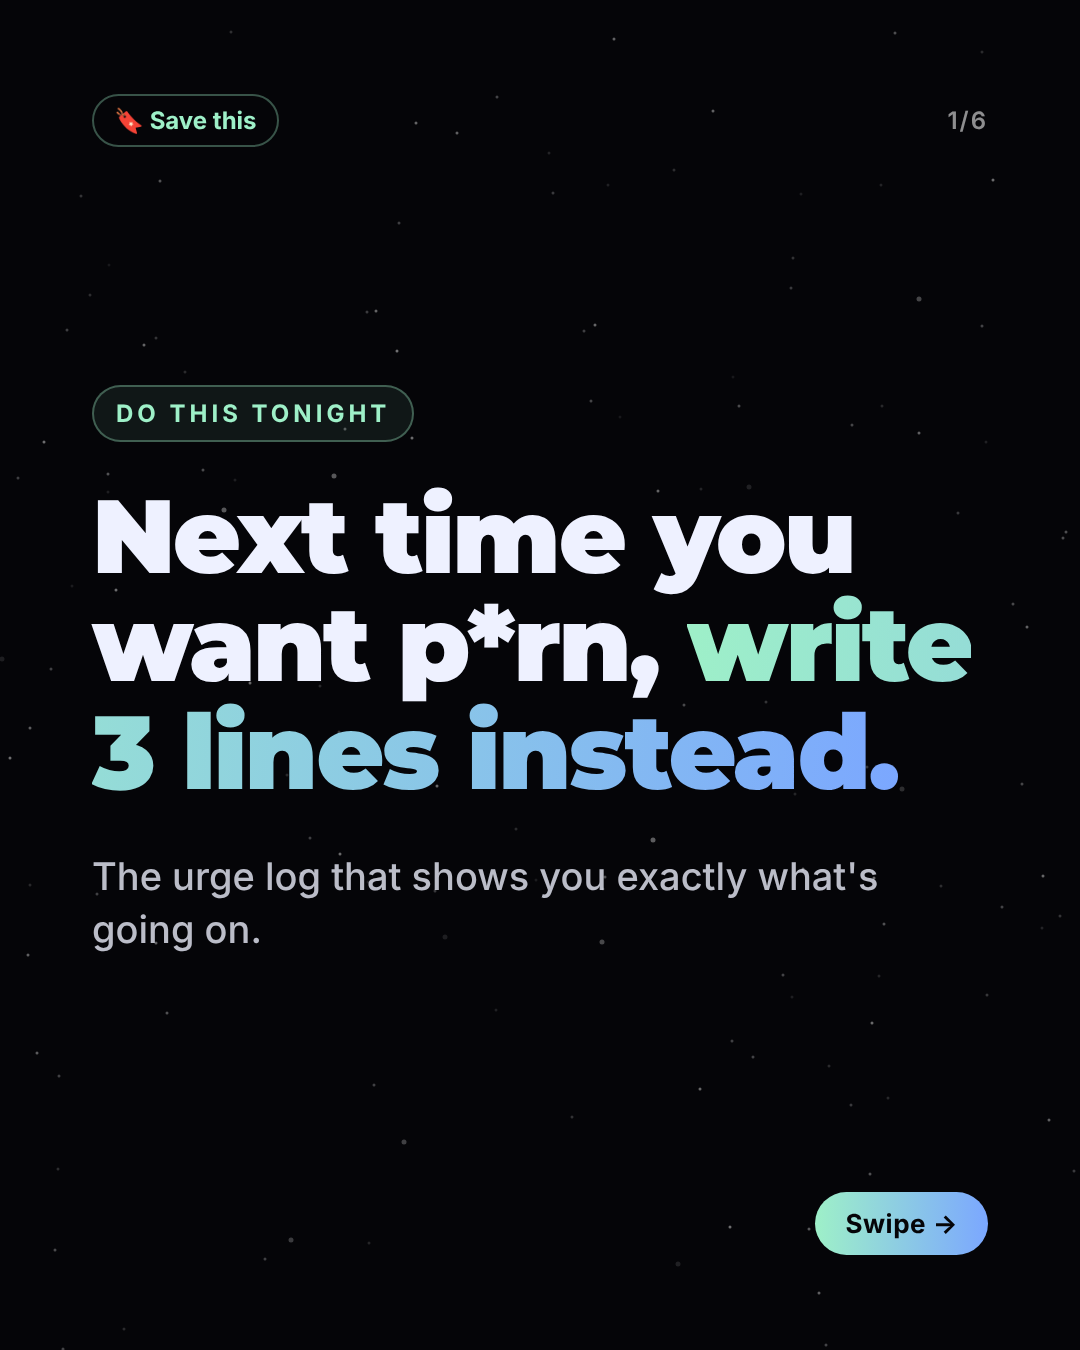 🔖 Save this
1/6
DO THIS TONIGHT
Next time you
want p*rn, write
3 lines instead.
The urge log that shows you exactly what's
going on.
Swipe →